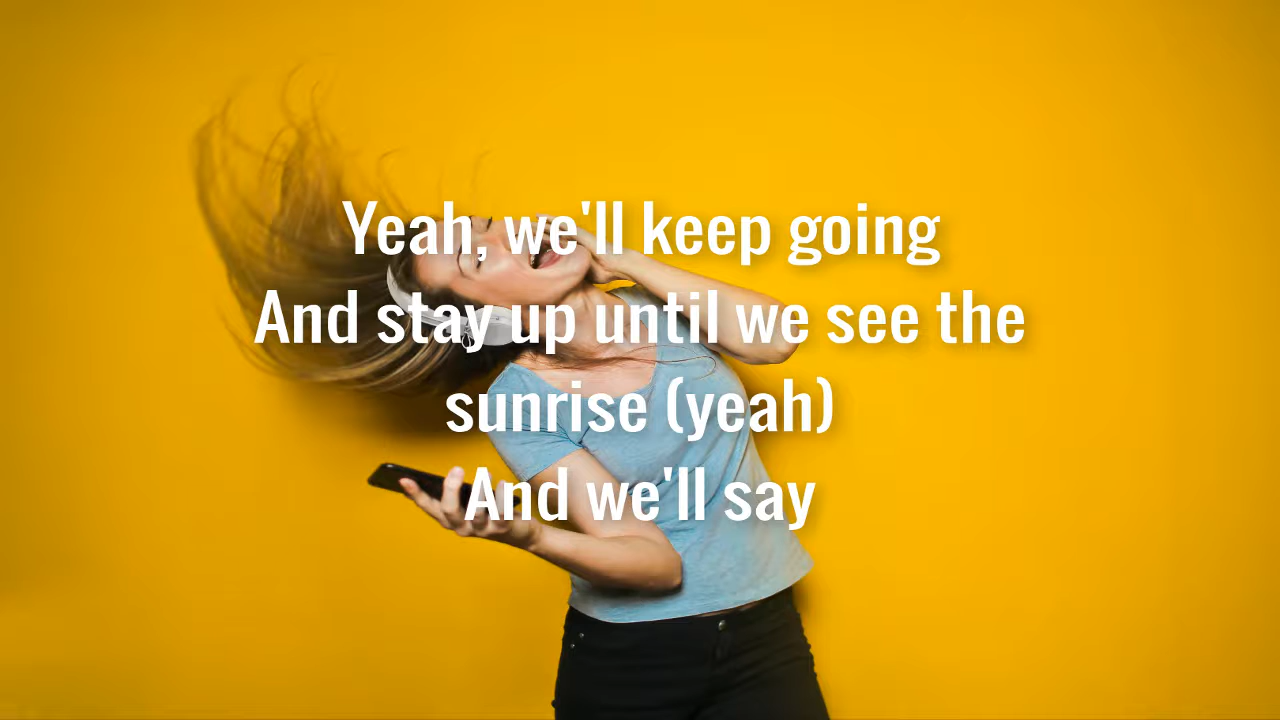 Yeah, we'll keep going
And stay up until we see the
sunrise (yeah)
And we'll say